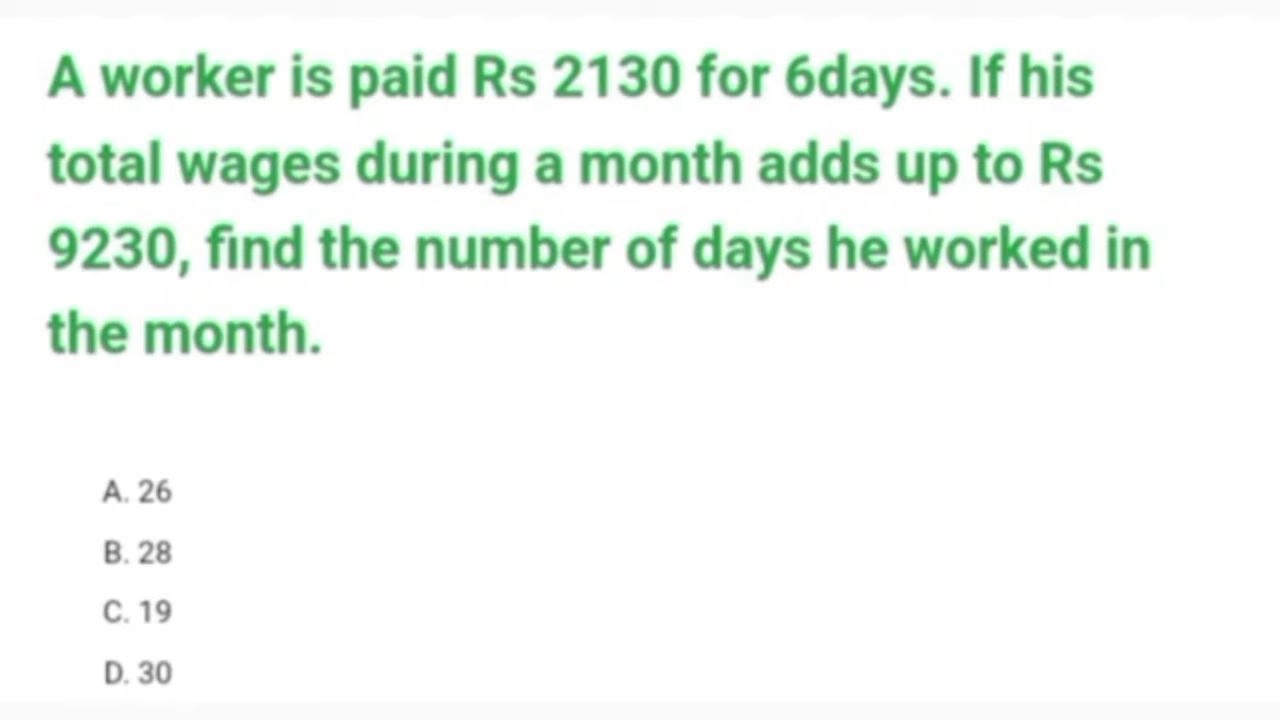 A worker is paid Rs 2130 for 6days. If his
total wages during a month adds up to Rs
9230, find the number of days he worked in
the month.
A. 26
B. 28
C. 19
D. 30